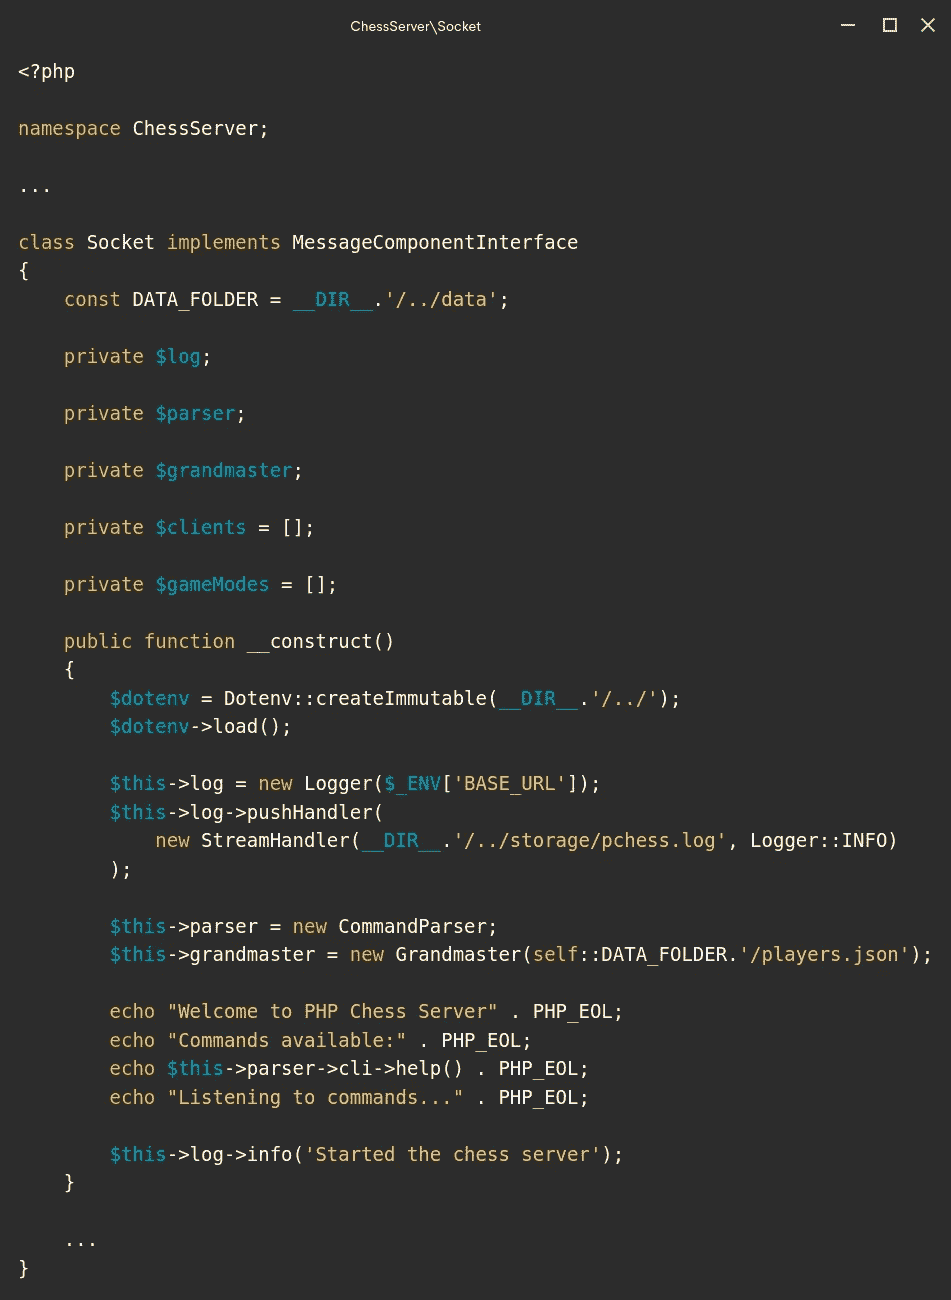 ChessServer\Socket
<?php
namespace ChessServer;
...
class Socket implements MessageComponentInterface
{
    const DATA_FOLDER = __DIR__.'/../data';
    private $log;
    private $parser;
    private $grandmaster;
    private $clients = [];
    private $gameModes = [];
    public function __construct()
    {
        $dotenv = Dotenv::createImmutable(__DIR__.'/../');
        $dotenv->load();
        $this->log = new Logger($_ENV['BASE_URL']);
        $this->log->pushHandler(
            new StreamHandler(__DIR__.'/../storage/pchess.log', Logger::INFO)
        );
        $this->parser = new CommandParser;
        $this->grandmaster = new Grandmaster(self::DATA_FOLDER.'/players.json');
        echo "Welcome to PHP Chess Server" . PHP_EOL;
        echo "Commands available:" . PHP_EOL;
        echo $this->parser->cli->help() . PHP_EOL;
        echo "Listening to commands..." . PHP_EOL;
        $this->log->info('Started the chess server');
    }
    ...
}